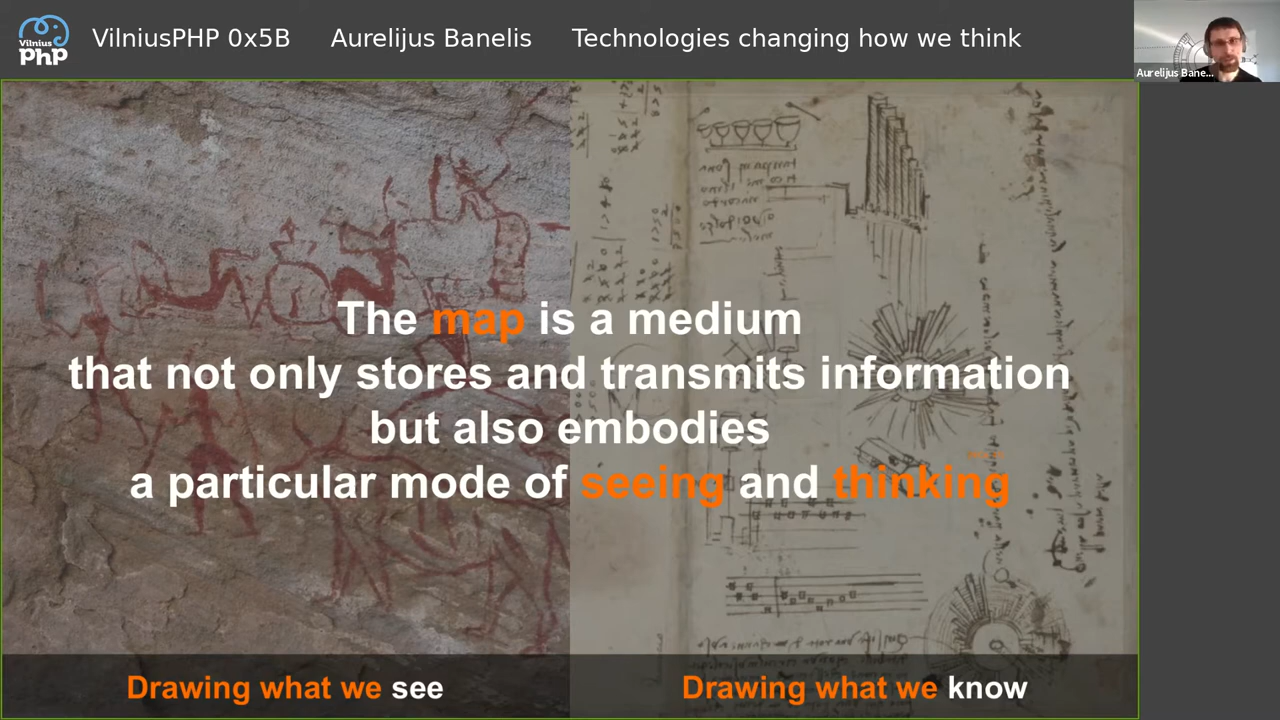 Vilnius
php
VilniusPHP 0x5B Aurelijus Banelis Technologies changing how we think
Aurelijus Bane...
The map is a medium
that not only stores and transmits information
but also embodies
a particular mode of seeing and thinking
Drawing what we see
Drawing what we know